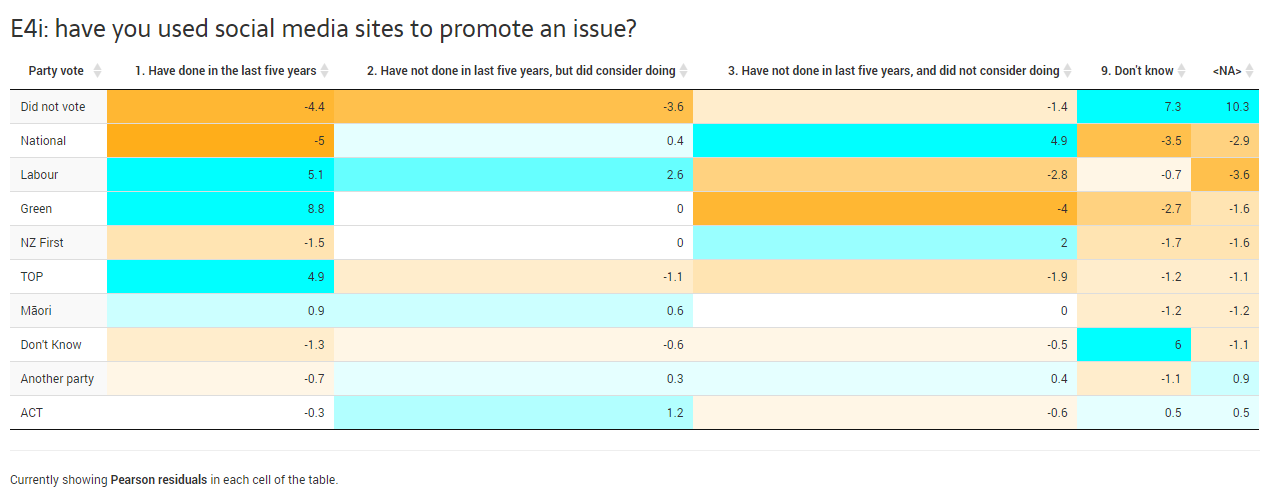 E4i: have you used social media sites to promote an issue?
Party vote 1. Have done in the last five years 2. Have not done in last five years, but did consider doing 3. Have not done in last five years, and did not consider doing 9. Don't know <NA>
Did not vote -4.4 -3.6 -1.4 7.3 10.3
National -5 0.4 4.9 -3.5 -2.9
Labour 5.1 2.6 -2.8 -0.7 -3.6
Green 8.8 0 -4 -2.7 -1.6
NZ First -1.5 0 2 -1.7 -1.6
TOP 4.9 -1.1 -1.9 -1.2 -1.1
Māori 0.9 0.6 0 -1.2 -1.2
Don't Know -1.3 -0.6 -0.5 6 -1.1
Another party -0.7 0.3 0.4 -1.1 0.9
ACT -0.3 1.2 -0.6 0.5 0.5
Currently showing Pearson residuals in each cell of the table.